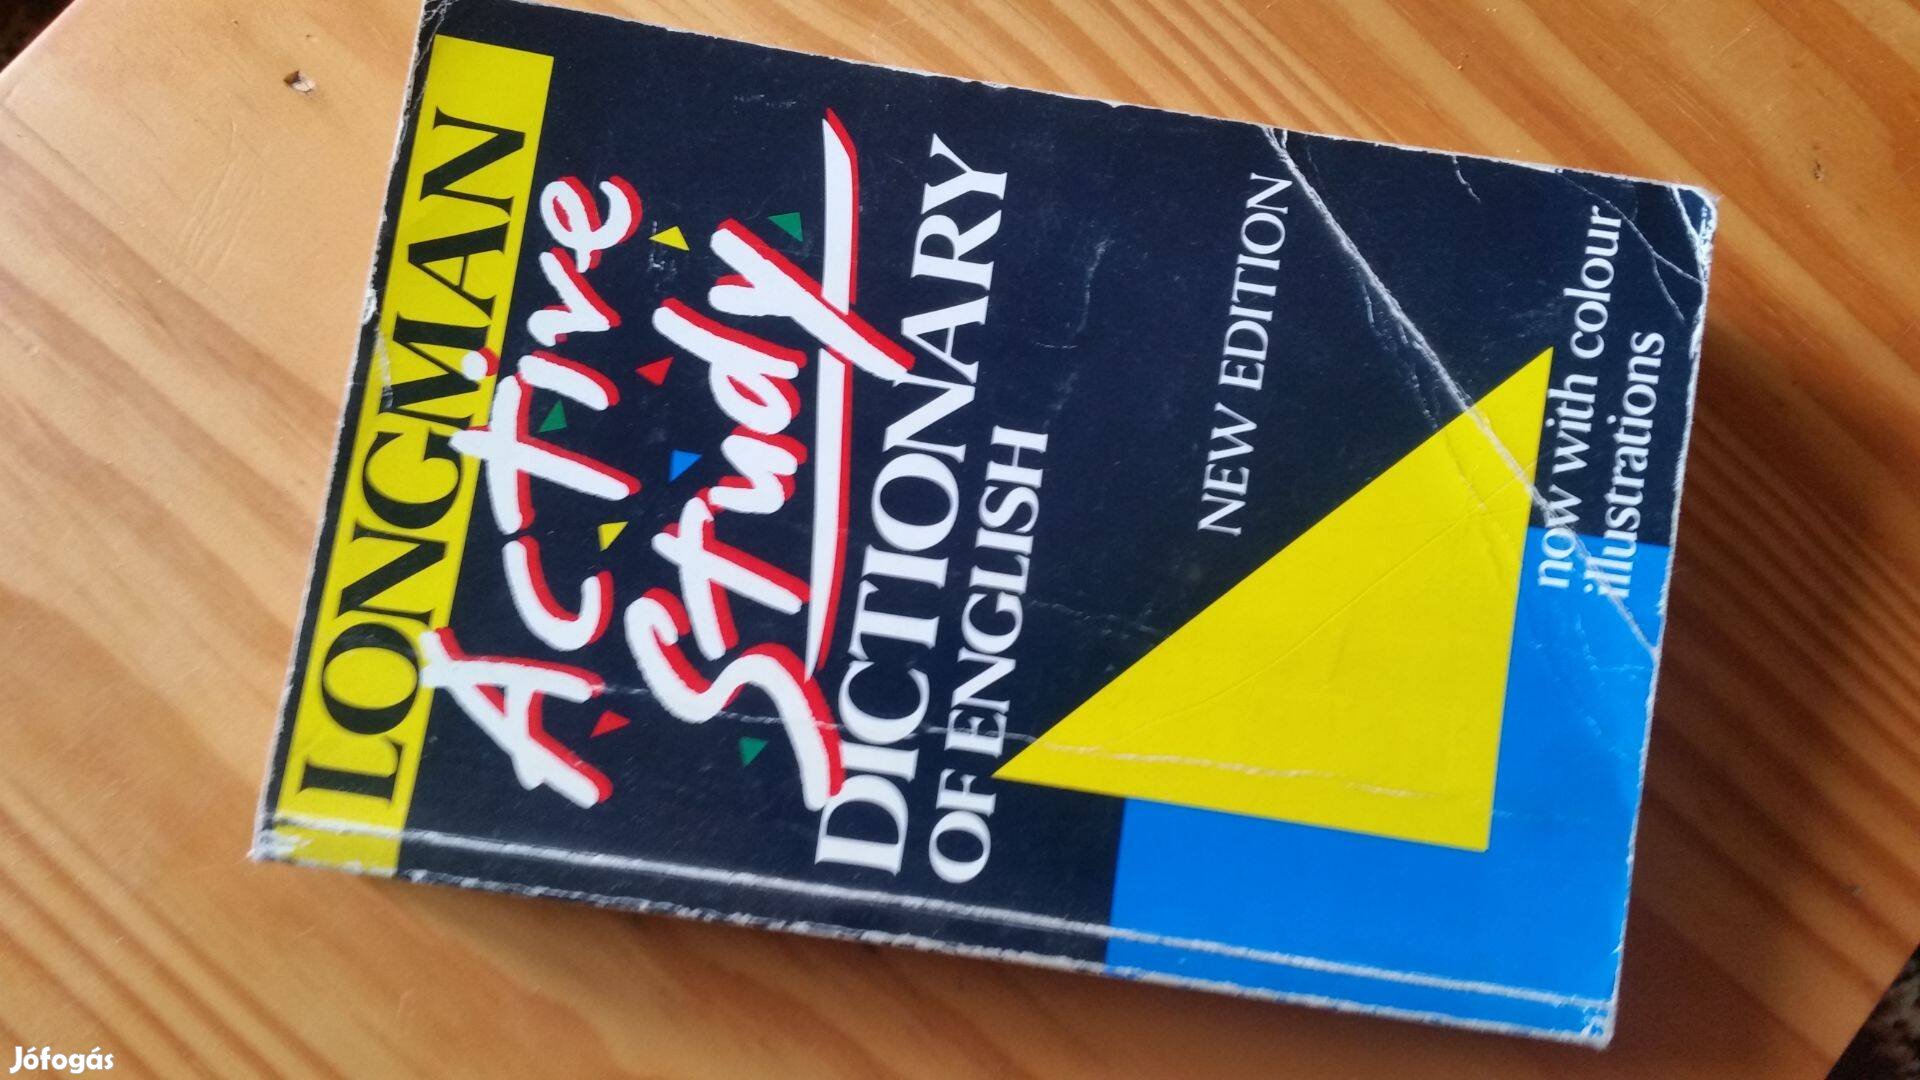 LONGMAN
Active
Study
DICTIONARY
OF ENGLISH
NEW EDITION
now with colour
illustrations
Jófogás